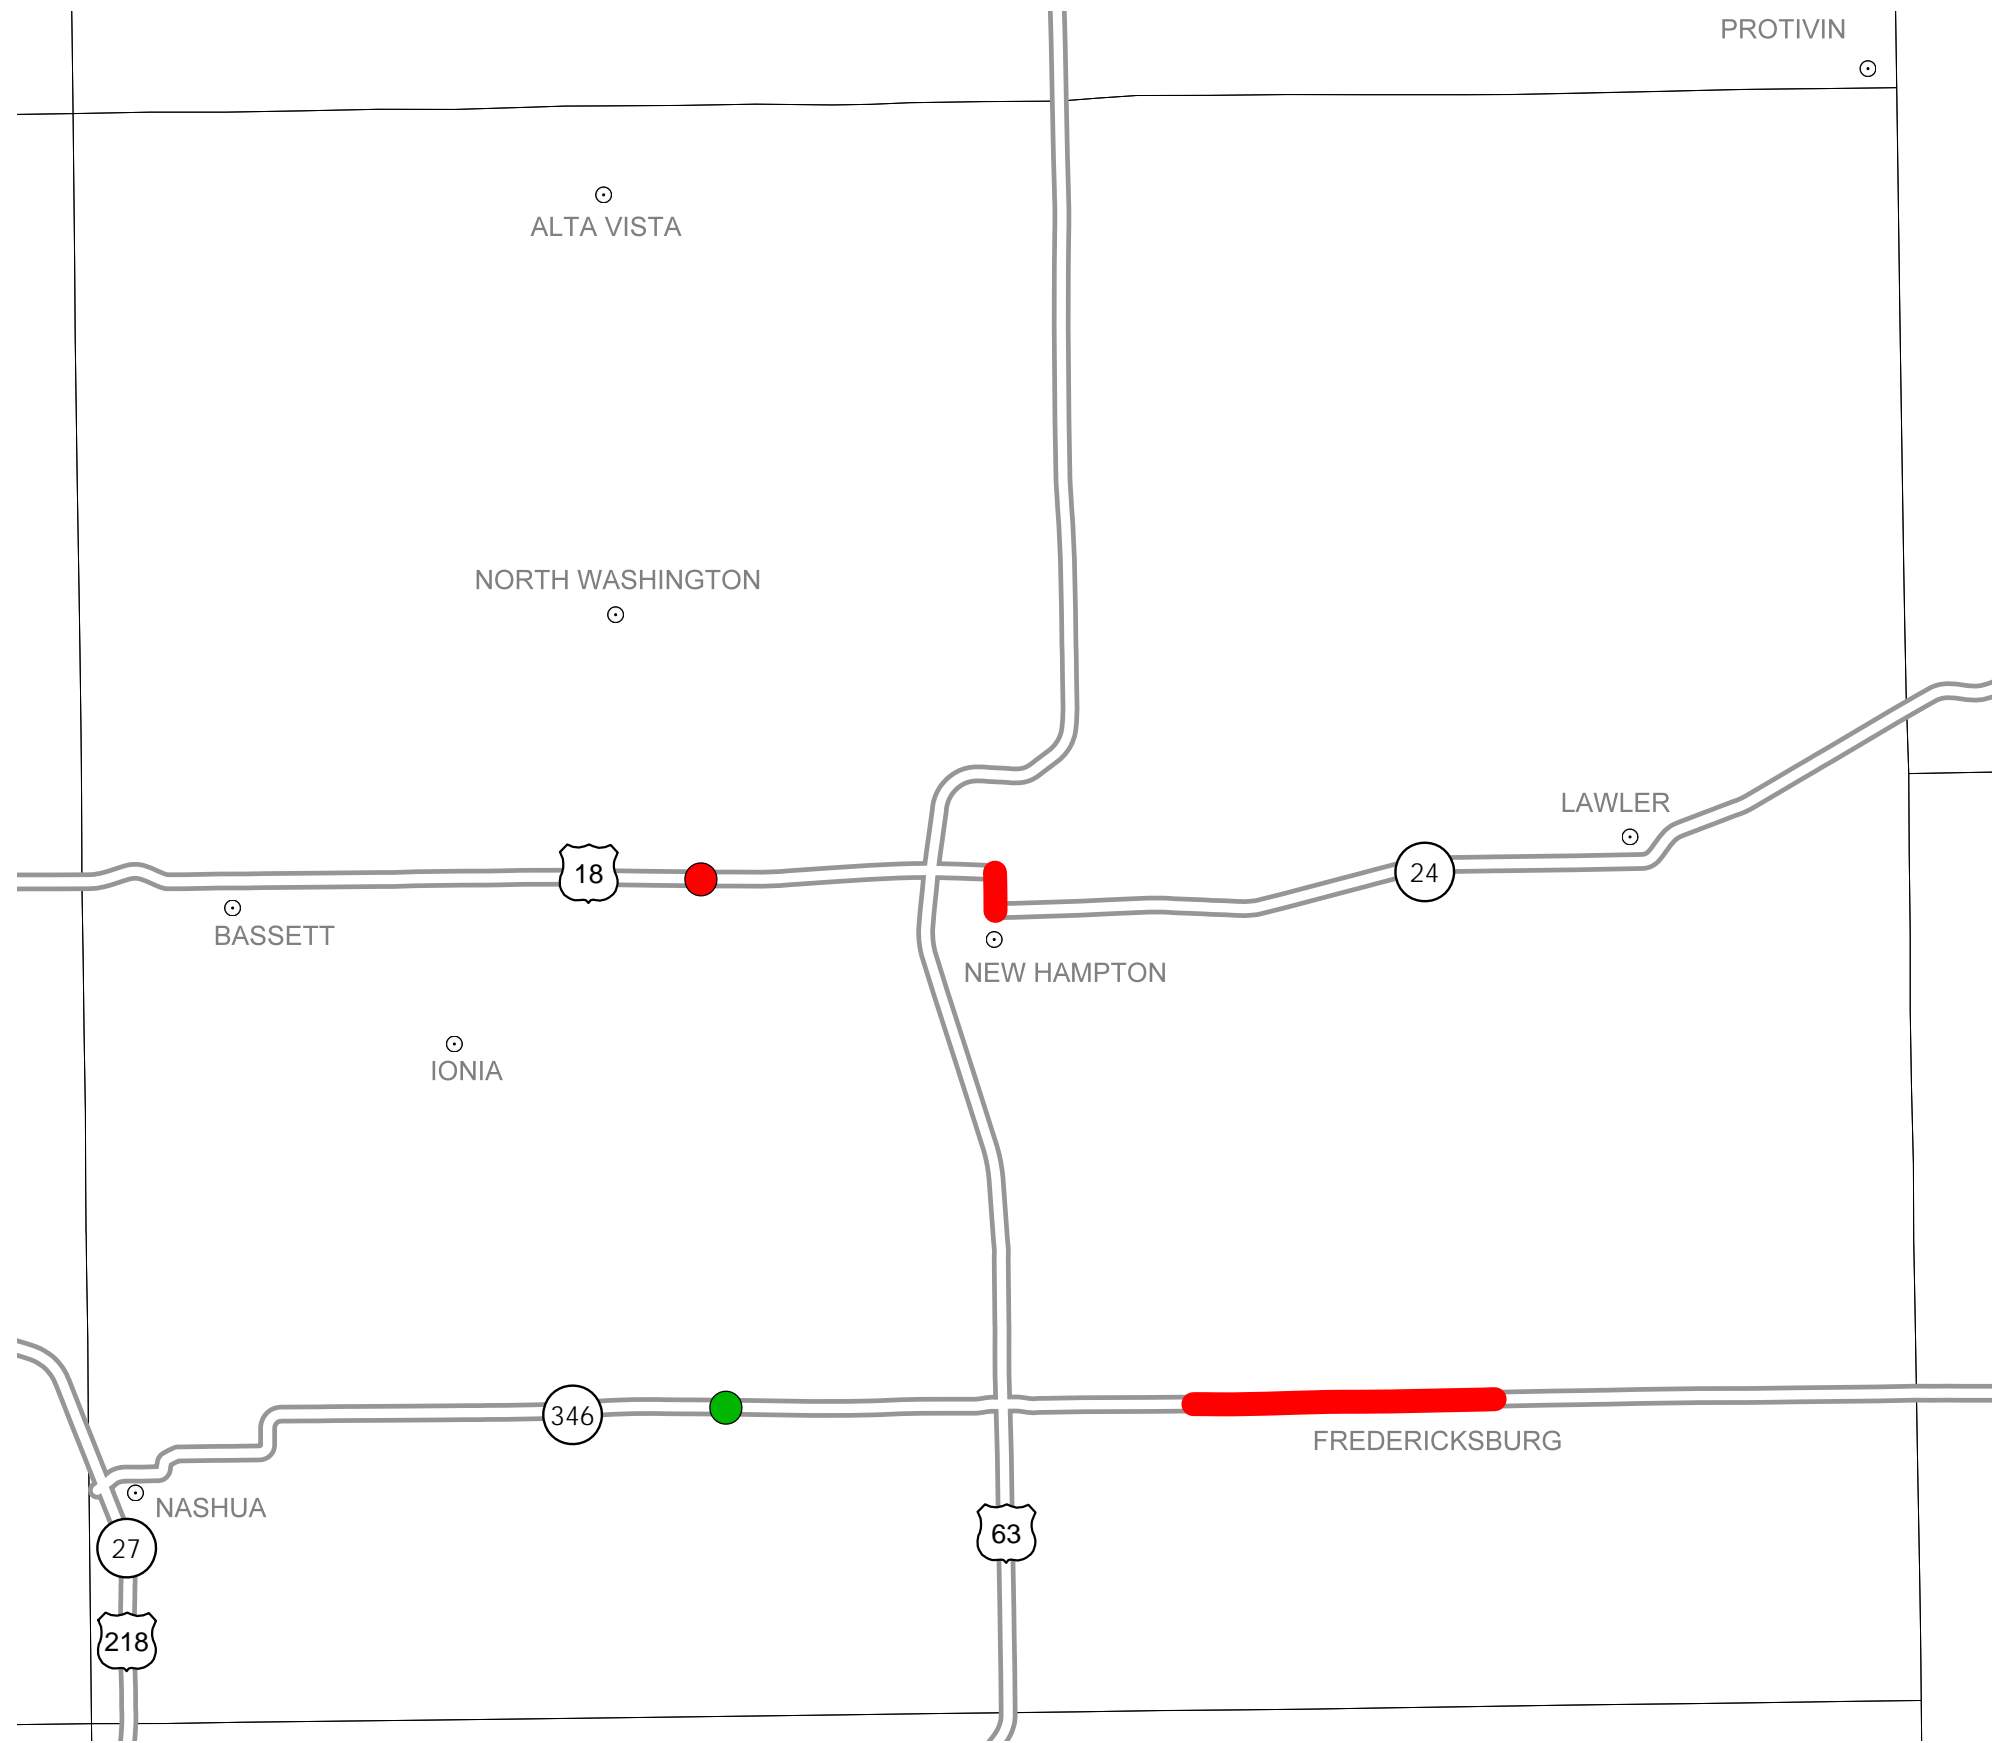 PROTIVIN
ALTA VISTA
NORTH WASHINGTON
LAWLER
18
24
BASSETT
NEW HAMPTON
IONIA
346
FREDERICKSBURG
NASHUA
27
63
218